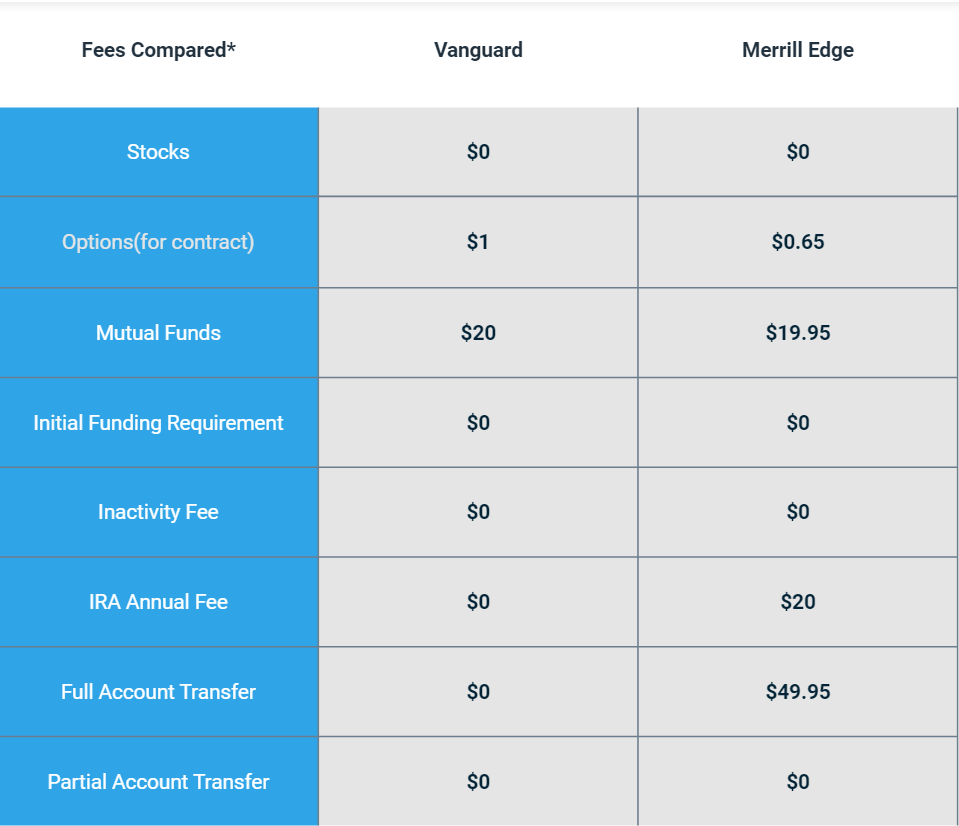 Fees Compared* Vanguard Merrill Edge
Stocks $0 $0
Options(for contract) $1 $0.65
Mutual Funds $20 $19.95
Initial Funding Requirement $0 $0
Inactivity Fee $0 $0
IRA Annual Fee $0 $20
Full Account Transfer $0 $49.95
Partial Account Transfer $0 $0